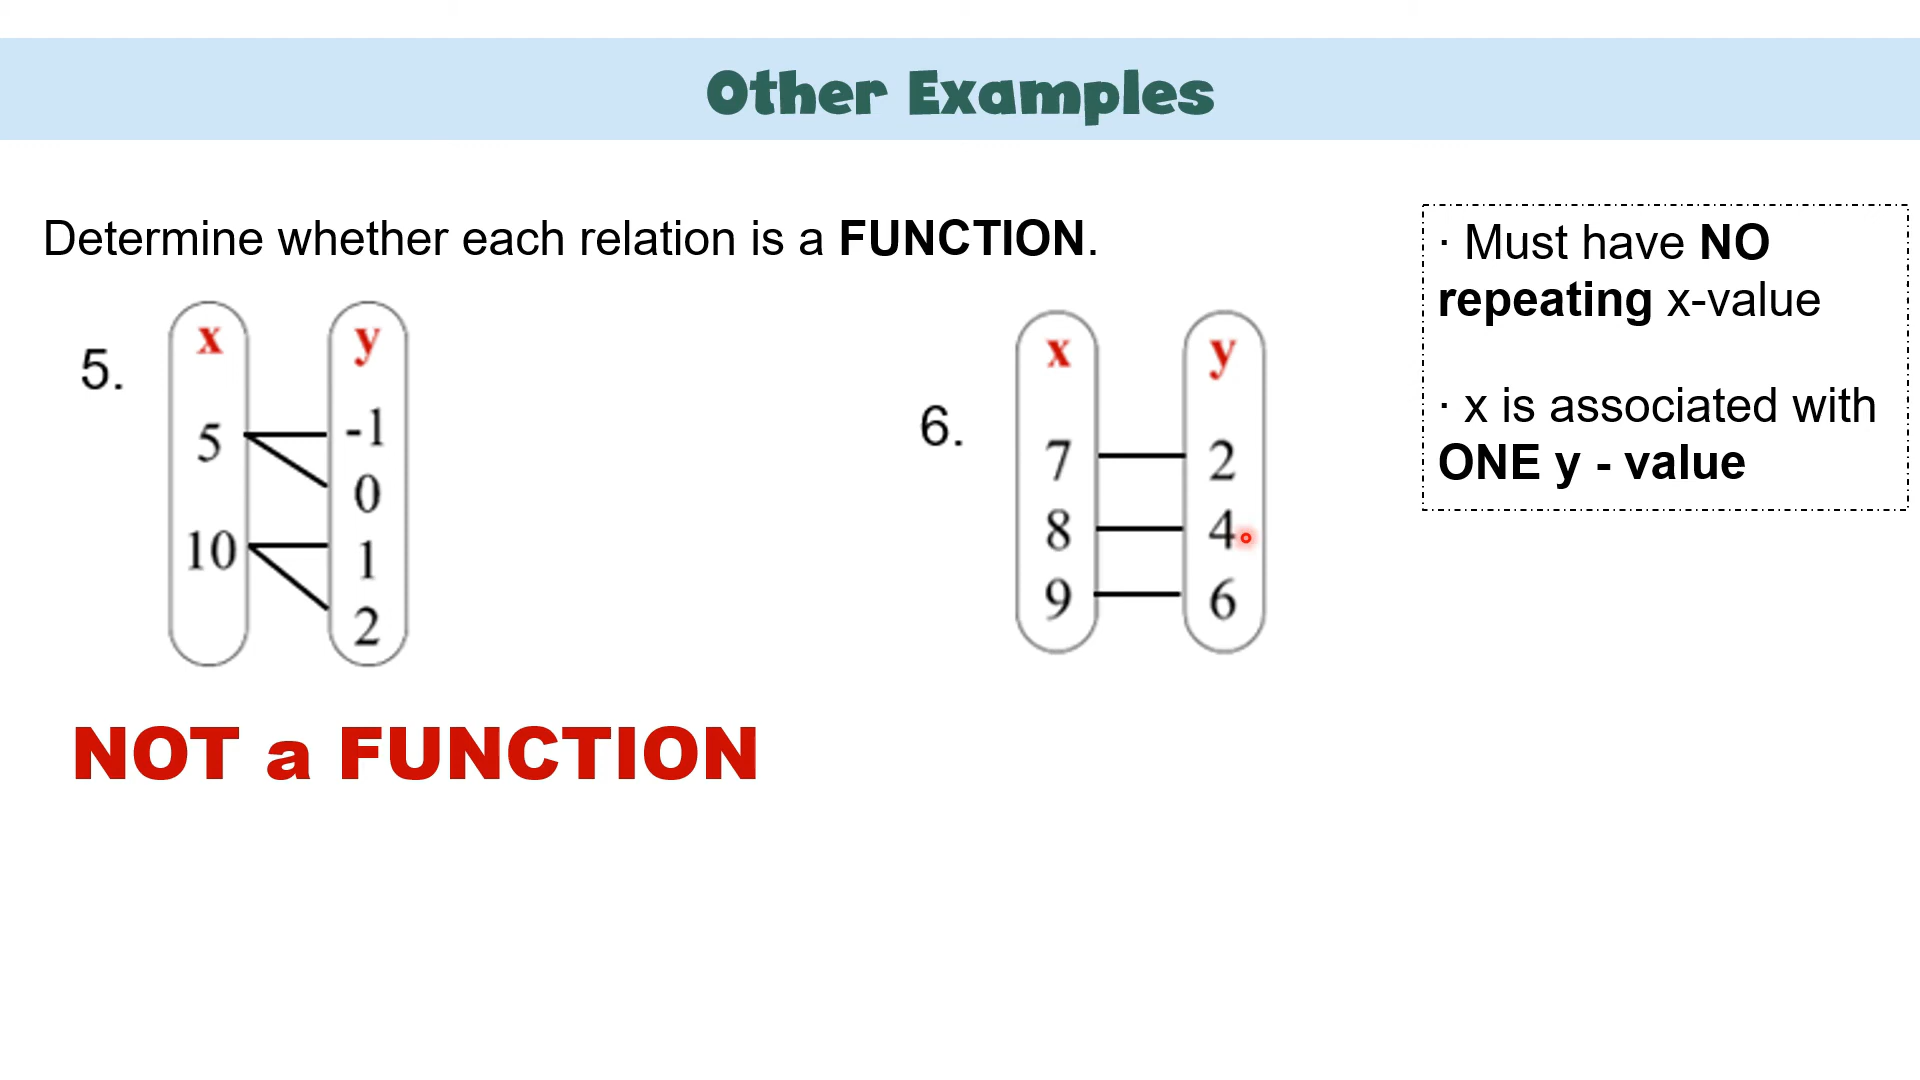 Other Examples
Determine whether each relation is a FUNCTION.
· Must have NO
repeating x-value
· x is associated with
ONE y - value
5.
x y
5 -1
0
10 1
2
6.
x y
7 2
8 4
9 6
NOT a FUNCTION